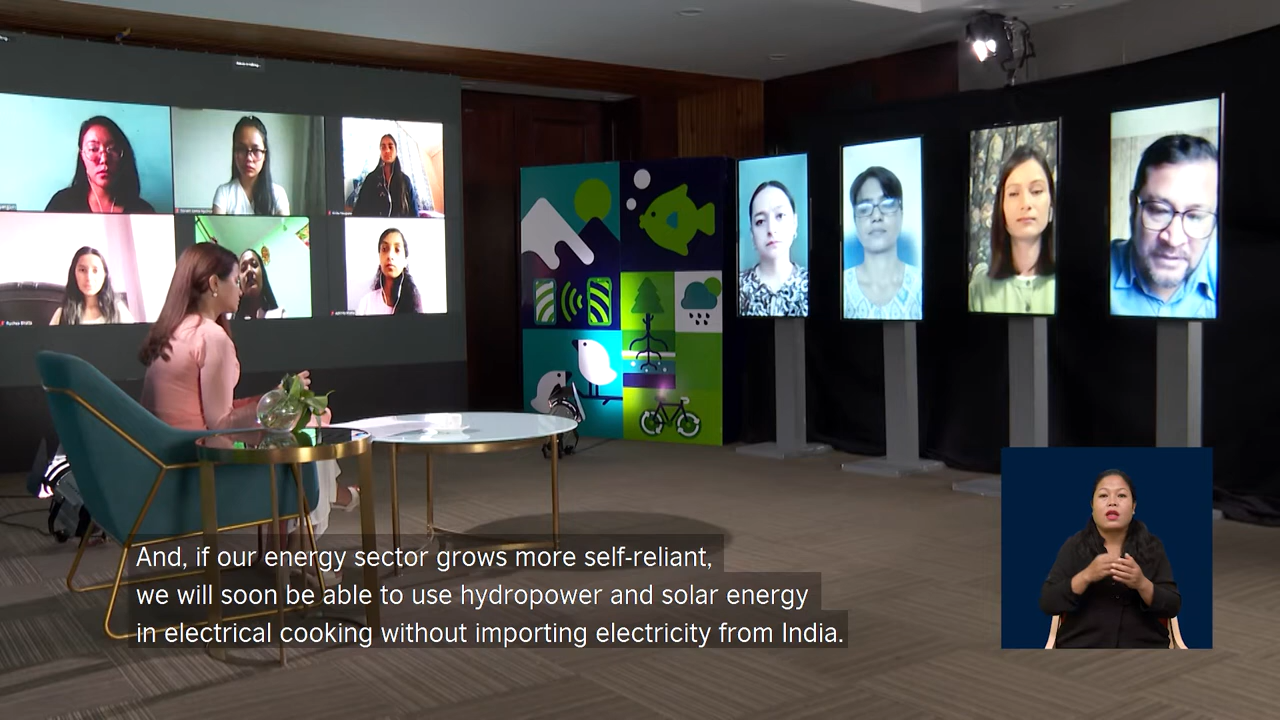 And, if our energy sector grows more self-reliant,
we will soon be able to use hydropower and solar energy
in electrical cooking without importing electricity from India.